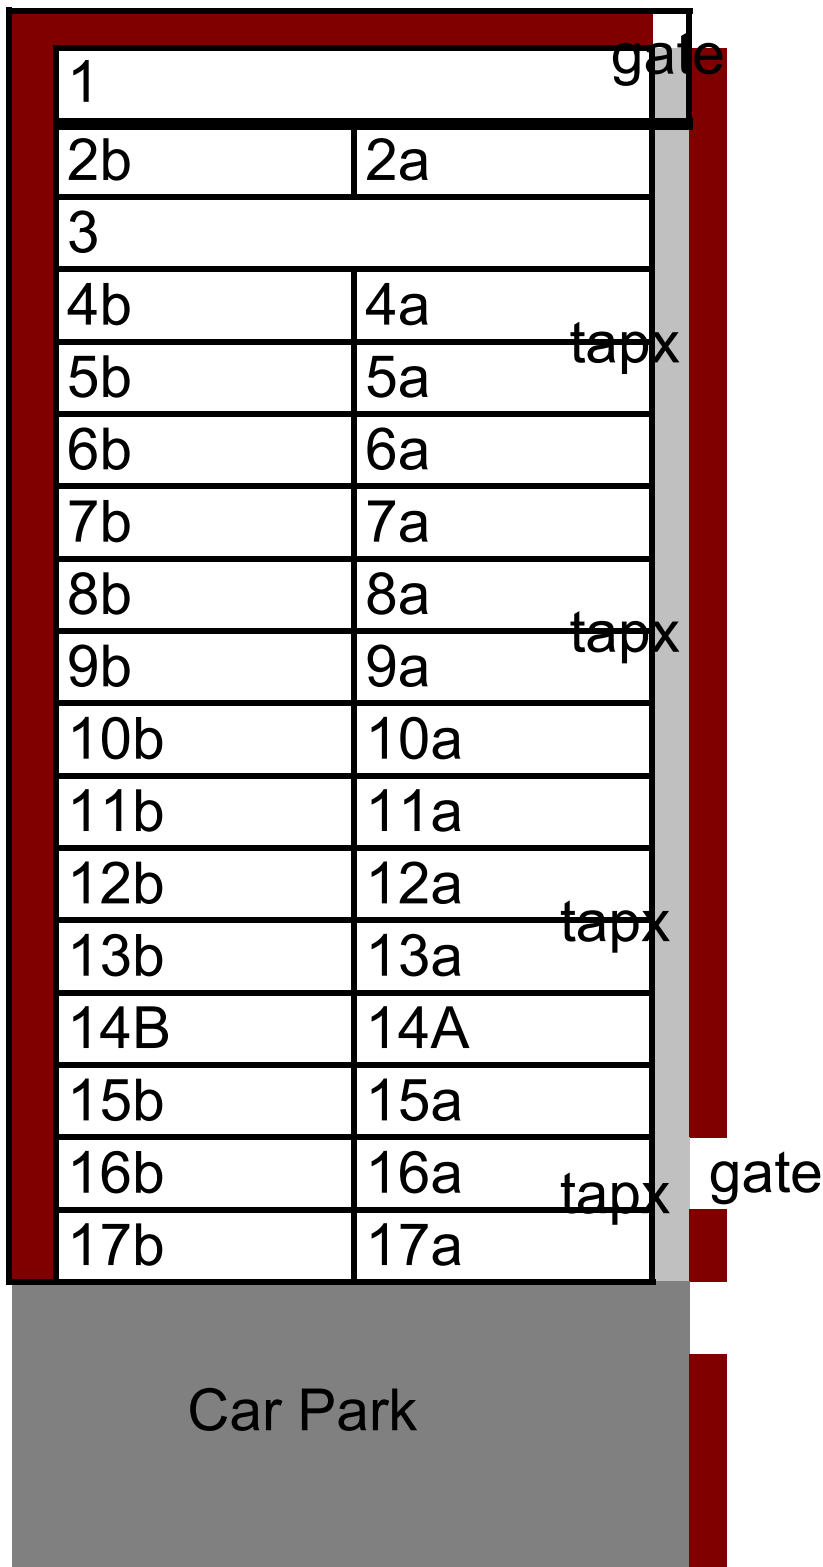 gate
1
2b 2a
3
4b 4a
tapx
5b 5a
6b 6a
7b 7a
8b 8a
tapx
9b 9a
10b 10a
11b 11a
12b 12a
tapx
13b 13a
14B 14A
15b 15a
16b 16a
gate
tapx
17b 17a
Car Park